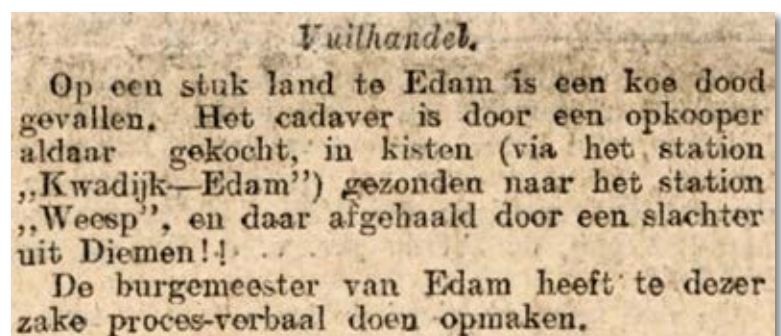 Vuilhandel.
Op een stuk land te Edam is een koe dood
gevallen. Het cadaver is door een opkooper
aldaar gekocht, in kisten (via het station
„Kwadijk—Edam”) gezonden naar het station
„Weesp”, en daar afgehaald door een slachter
uit Diemen!!
De burgemeester van Edam heeft te dezer
zake proces-verbaal doen opmaken.